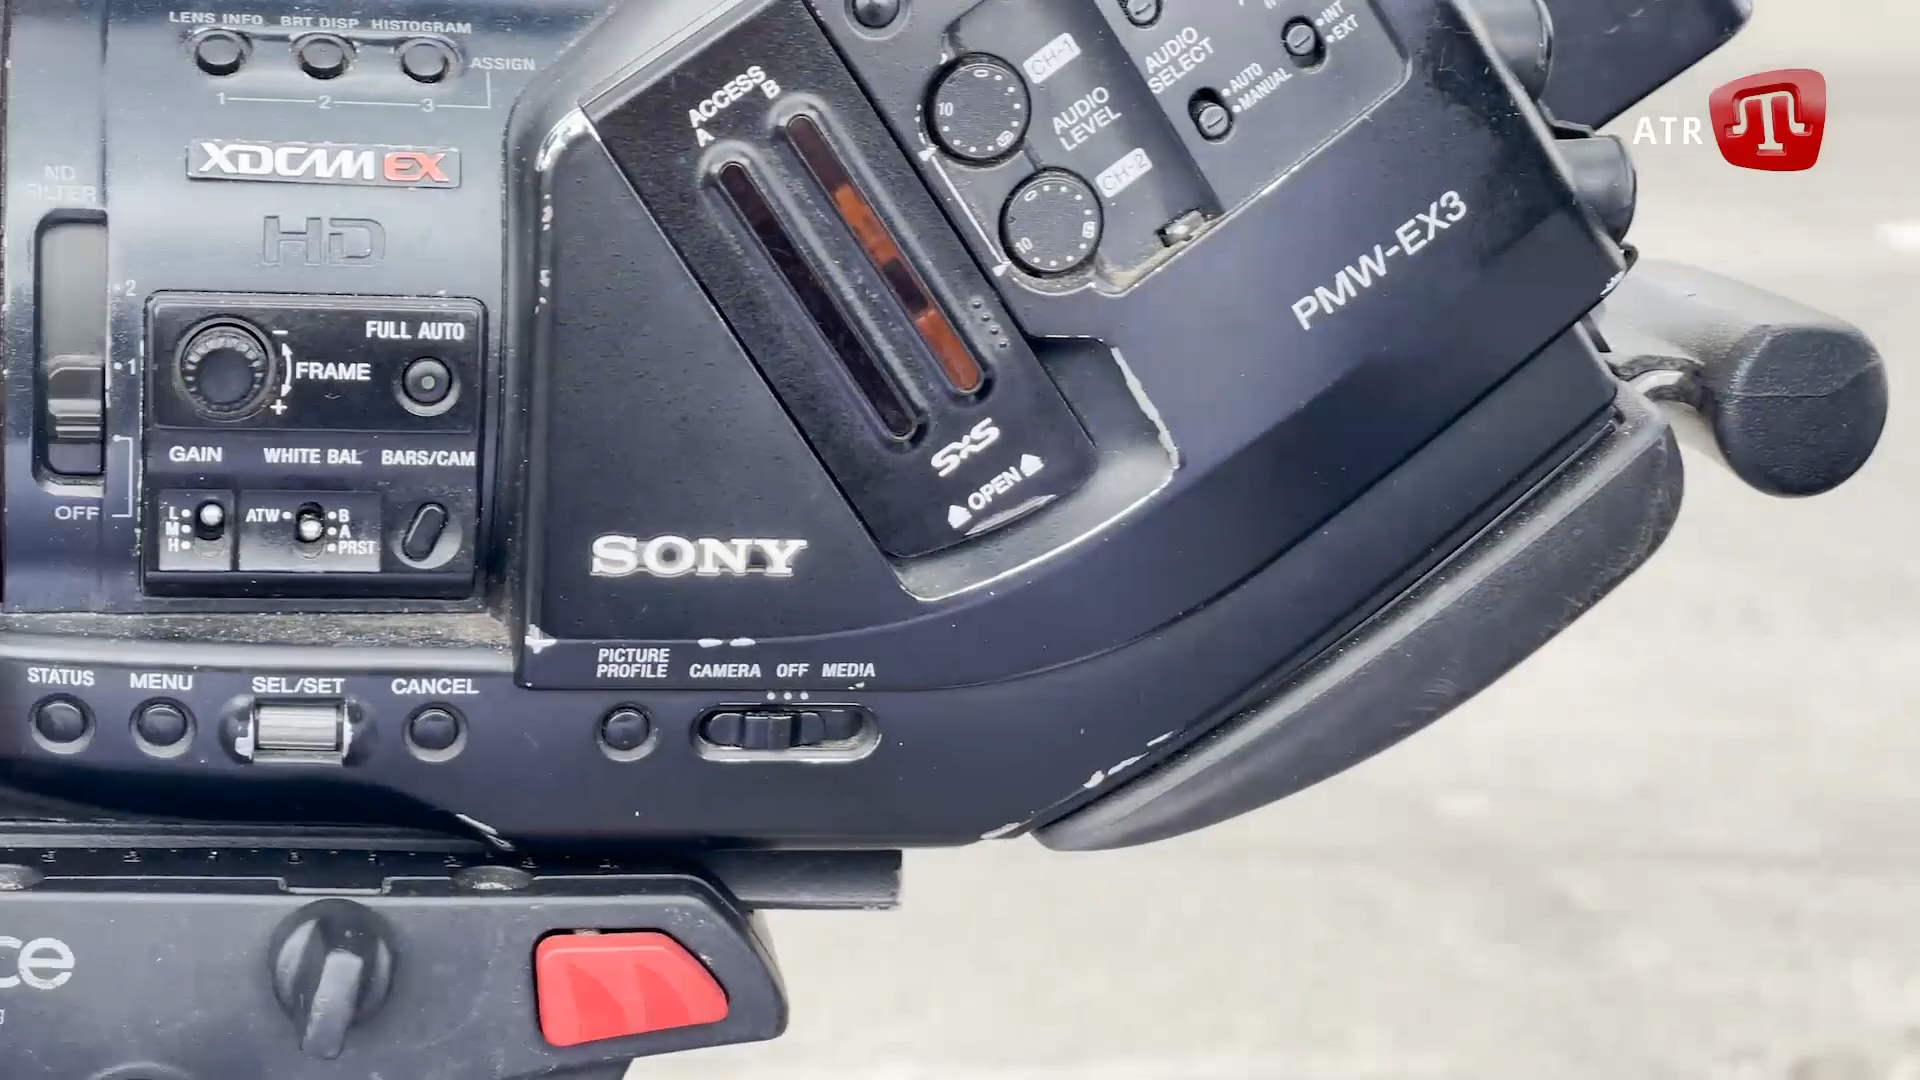 LENS INFO BRT DISP HISTOGRAM
ASSIGN
1 2 3
XDCAM EX
HD
ND
FILTER
2
1
OFF
FULL AUTO
− FRAME +
GAIN WHITE BAL BARS/CAM
L M H
ATW B A PRST
ACCESS
A B
SxS
OPEN
SONY
CH-1
10
AUDIO
LEVEL
CH-2
10
AUDIO
SELECT
AUTO
MANUAL
INT
EXT
PMW-EX3
ATR
STATUS MENU SEL/SET CANCEL
PICTURE
PROFILE
CAMERA OFF MEDIA